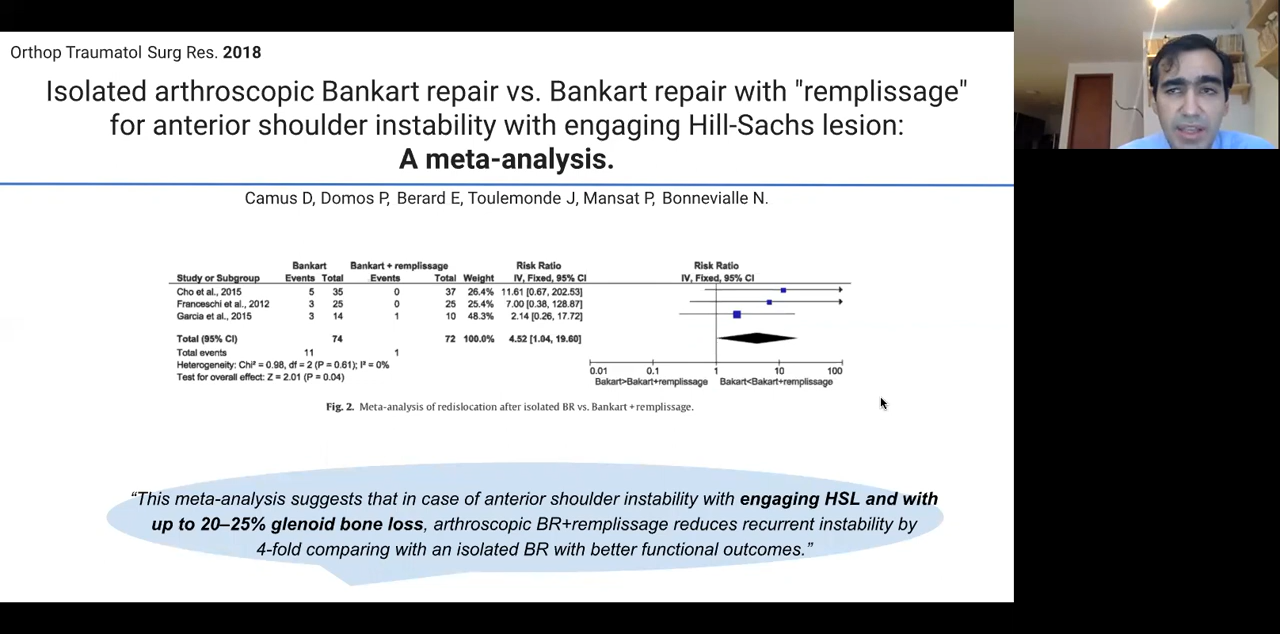 Orthop Traumatol Surg Res. 2018
Isolated arthroscopic Bankart repair vs. Bankart repair with "remplissage"
for anterior shoulder instability with engaging Hill-Sachs lesion:
A meta-analysis.
Camus D, Domos P, Berard E, Toulemonde J, Mansat P, Bonnevialle N.
Bankart Bankart + remplissage Risk Ratio Risk Ratio
Study or Subgroup Events Total Events Total Weight IV, Fixed, 95% CI IV, Fixed, 95% CI
Cho et al., 2015 5 35 0 37 26.4% 11.61 [0.67, 202.53]
Franceschi et al., 2012 3 25 0 25 25.4% 7.00 [0.38, 128.87]
Garcia et al., 2015 3 14 1 10 48.3% 2.14 [0.26, 17.72]
Total (95% CI) 74 72 100.0% 4.52 [1.04, 19.60]
Total events 11 1
Heterogeneity: Chi² = 0.98, df = 2 (P = 0.61); I² = 0%
Test for overall effect: Z = 2.01 (P = 0.04)
0.01 0.1 1 10 100
Bakart>Bakart+remplissage Bakart<Bakart+remplissage
Fig. 2. Meta-analysis of redislocation after isolated BR vs. Bankart + remplissage.
“This meta-analysis suggests that in case of anterior shoulder instability with engaging HSL and with
up to 20–25% glenoid bone loss, arthroscopic BR+remplissage reduces recurrent instability by
4-fold comparing with an isolated BR with better functional outcomes.”